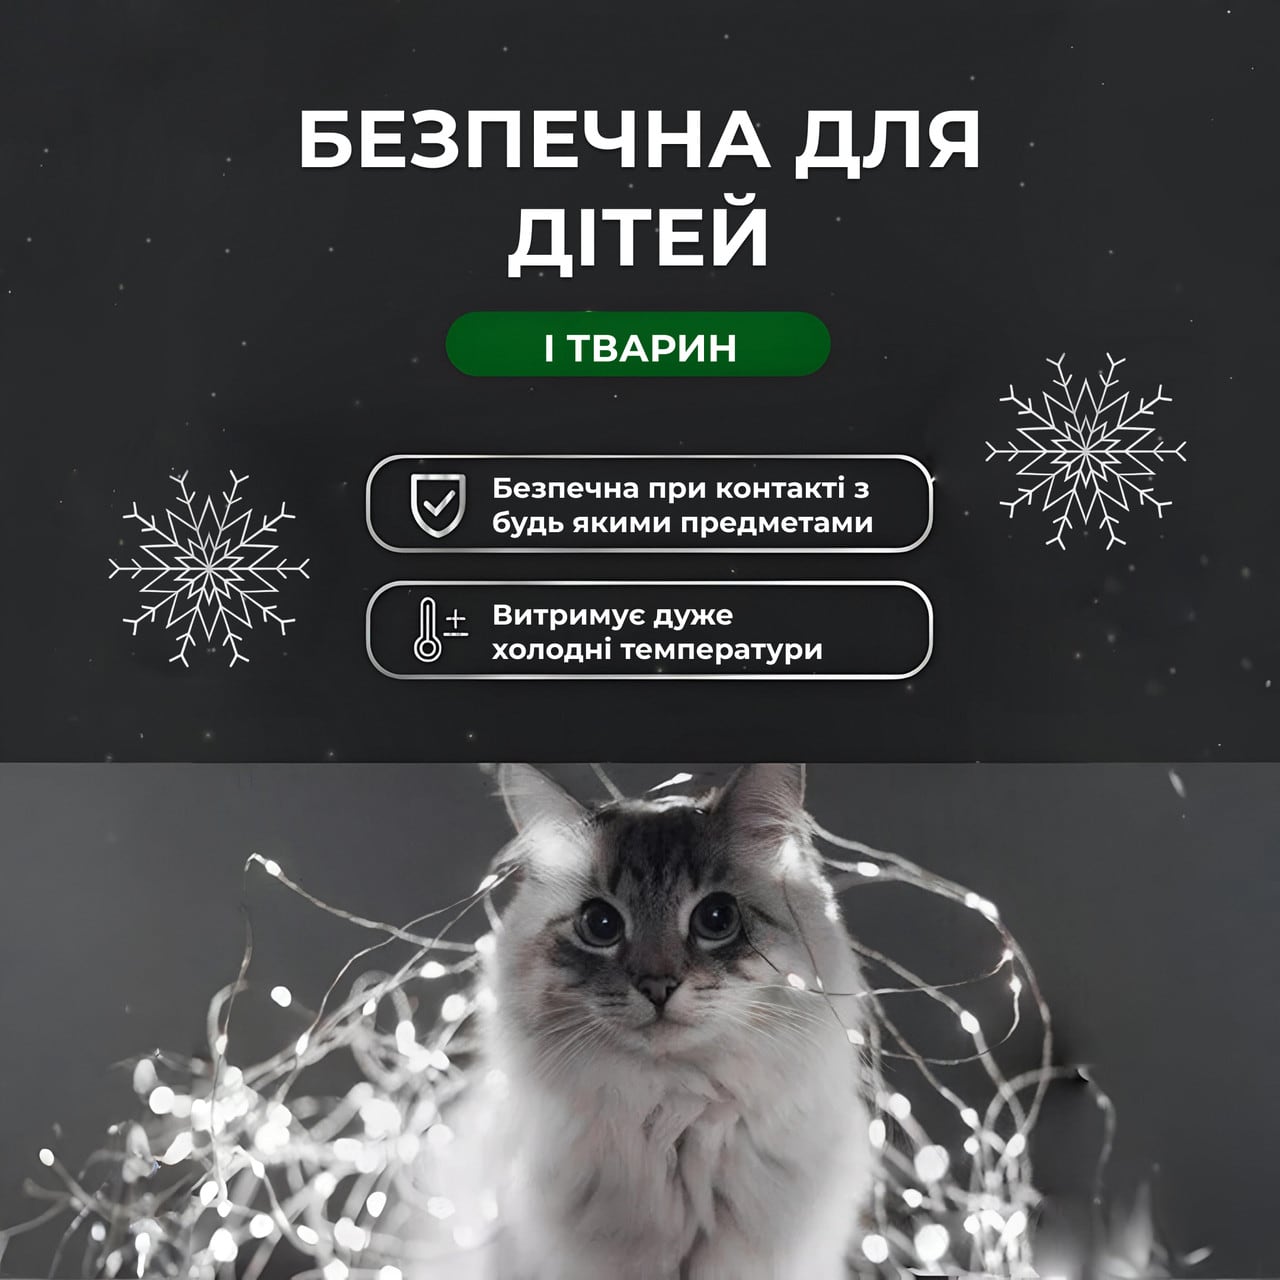 БЕЗПЕЧНА ДЛЯ
ДІТЕЙ
І ТВАРИН
Безпечна при контакті з
будь якими предметами
Витримує дуже
холодні температури